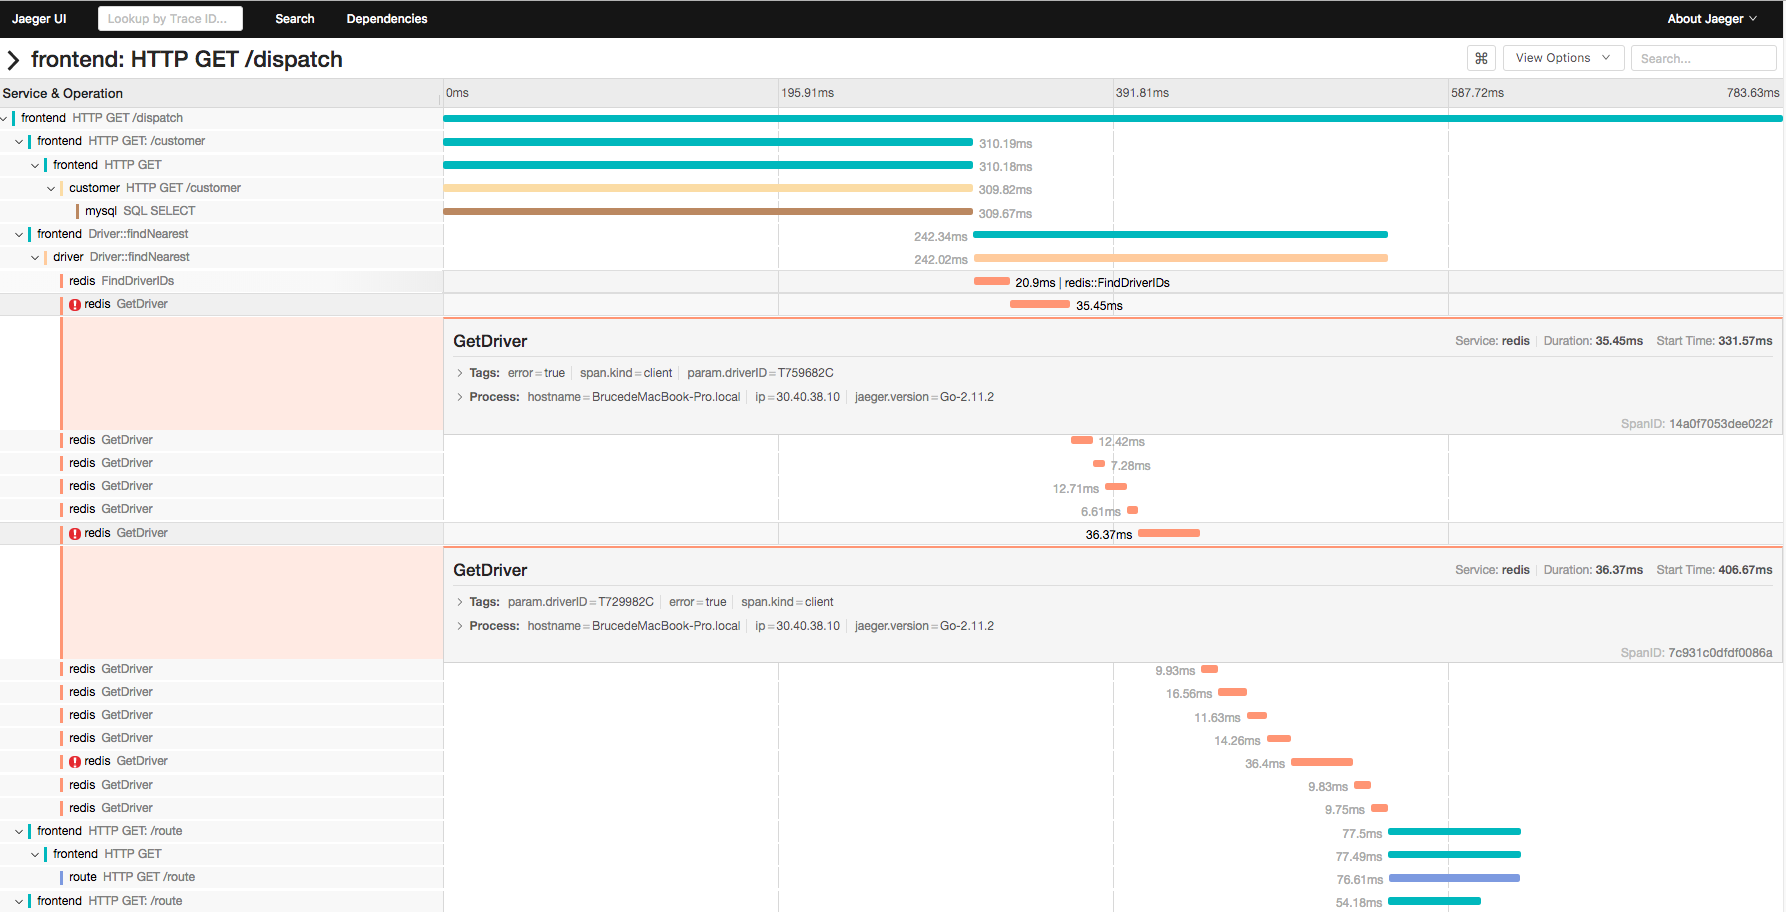 Jaeger UI Lookup by Trace ID... Search Dependencies About Jaeger
frontend: HTTP GET /dispatch ⌘ View Options Search...
Service & Operation 0ms 195.91ms 391.81ms 587.72ms 783.63ms
frontend HTTP GET /dispatch
frontend HTTP GET: /customer 310.19ms
frontend HTTP GET 310.18ms
customer HTTP GET /customer 309.82ms
mysql SQL SELECT 309.67ms
frontend Driver::findNearest 242.34ms
driver Driver::findNearest 242.02ms
redis FindDriverIDs 20.9ms | redis::FindDriverIDs
redis GetDriver 35.45ms
GetDriver Service: redis Duration: 35.45ms Start Time: 331.57ms
Tags: error=true span.kind=client param.driverID=T759682C
Process: hostname=BrucedeMacBook-Pro.local ip=30.40.38.10 jaeger.version=Go-2.11.2
SpanID: 14a0f7053dee022f
redis GetDriver 12.42ms
redis GetDriver 7.28ms
redis GetDriver 12.71ms
redis GetDriver 6.61ms
redis GetDriver 36.37ms
GetDriver Service: redis Duration: 36.37ms Start Time: 406.67ms
Tags: param.driverID=T729982C error=true span.kind=client
Process: hostname=BrucedeMacBook-Pro.local ip=30.40.38.10 jaeger.version=Go-2.11.2
SpanID: 7c931c0dfdf0086a
redis GetDriver 9.93ms
redis GetDriver 16.56ms
redis GetDriver 11.63ms
redis GetDriver 14.26ms
redis GetDriver 36.4ms
redis GetDriver 9.83ms
redis GetDriver 9.75ms
frontend HTTP GET: /route 77.5ms
frontend HTTP GET 77.49ms
route HTTP GET /route 76.61ms
frontend HTTP GET: /route 54.18ms